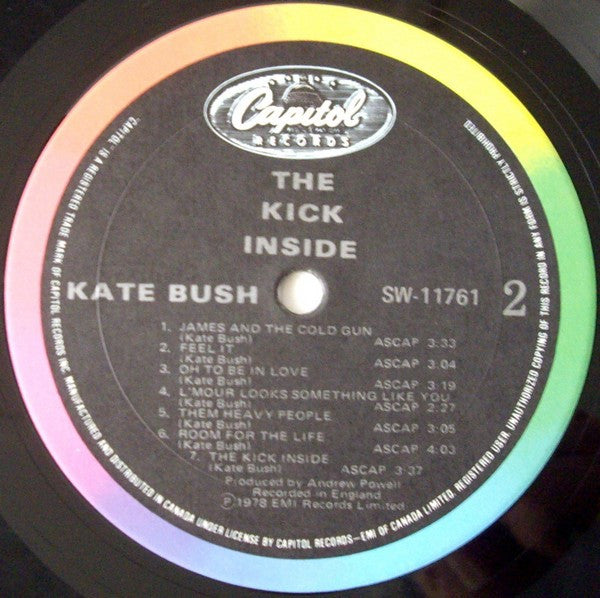 Capitol
RECORDS
THE
KICK
INSIDE
KATE BUSH
SW-11761
2
1. JAMES AND THE COLD GUN
(Kate Bush) ASCAP 3:33
2. FEEL IT
(Kate Bush) ASCAP 3:04
3. OH TO BE IN LOVE
(Kate Bush) ASCAP 3:19
4. L'MOUR LOOKS SOMETHING LIKE YOU
(Kate Bush) ASCAP 2:27
5. THEM HEAVY PEOPLE
(Kate Bush) ASCAP 3:05
6. ROOM FOR THE LIFE
(Kate Bush) ASCAP 4:03
7. THE KICK INSIDE
(Kate Bush) ASCAP 3:37
Produced by Andrew Powell
Recorded in England
Ⓟ1978 EMI Records Limited
"CAPITOL" IS A REGISTERED TRADE MARK OF CAPITOL RECORDS INC. MANUFACTURED AND DISTRIBUTED IN CANADA UNDER LICENSE BY CAPITOL RECORDS–EMI OF CANADA LIMITED, REGISTERED USER. UNAUTHORIZED COPYING OF THIS RECORD IN ANY FORM IS STRICTLY PROHIBITED.